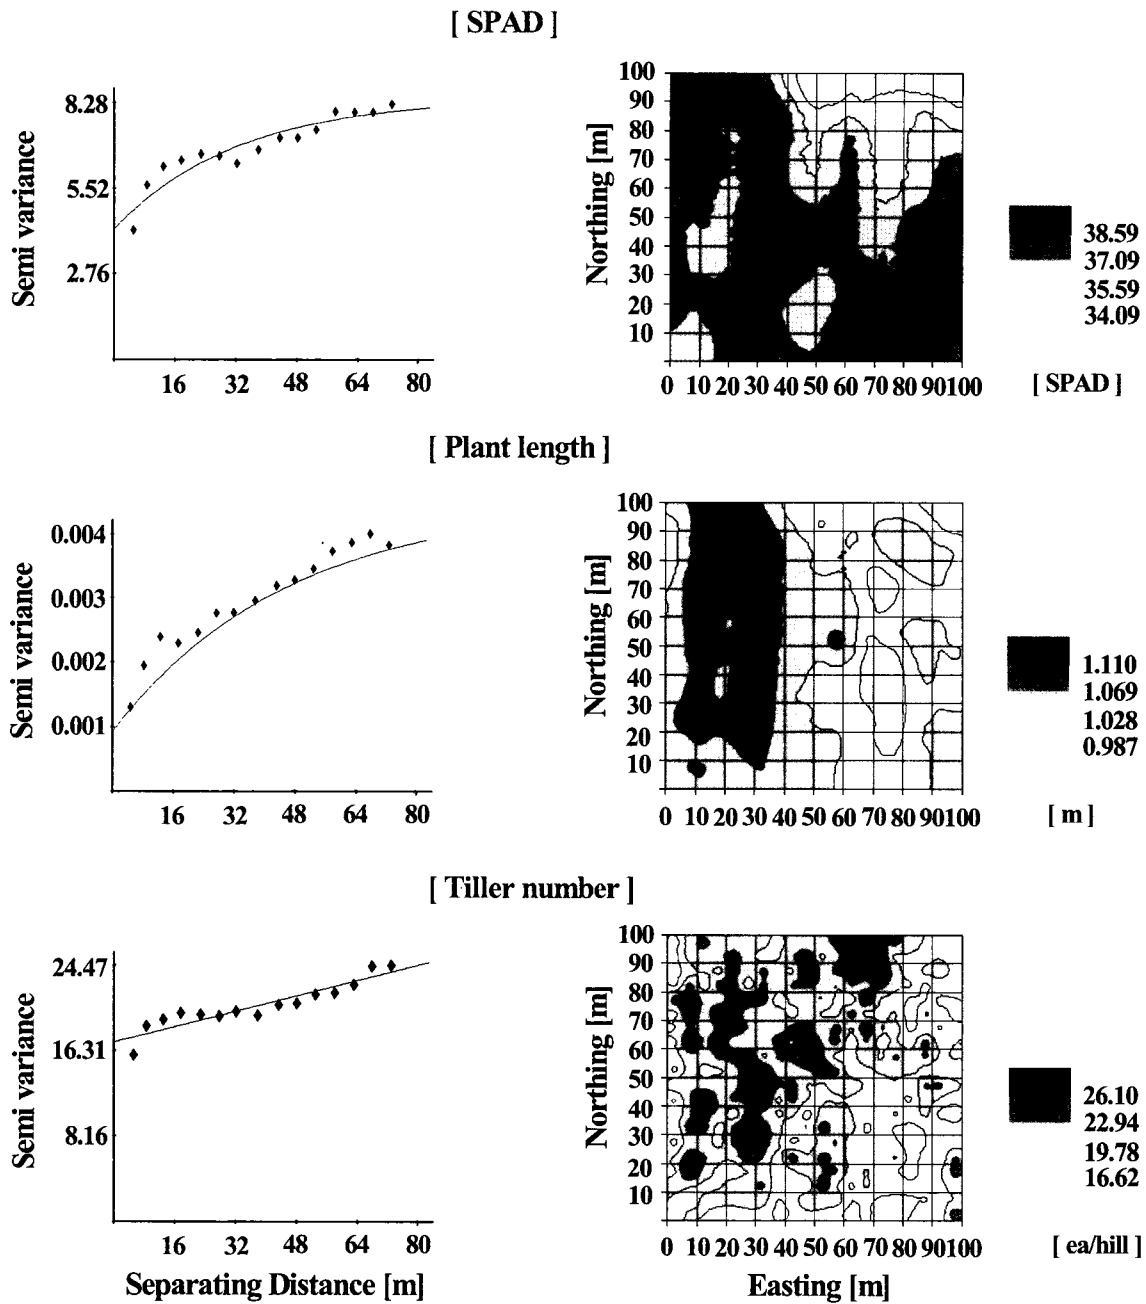 [ SPAD ]
Semi variance
8.28
5.52
2.76
16 32 48 64 80
Northing [m]
100
90
80
70
60
50
40
30
20
10
0 10 20 30 40 50 60 70 80 90 100
38.59
37.09
35.59
34.09
[ SPAD ]
[ Plant length ]
Semi variance
0.004
0.003
0.002
0.001
16 32 48 64 80
Northing [m]
100
90
80
70
60
50
40
30
20
10
0 10 20 30 40 50 60 70 80 90 100
1.110
1.069
1.028
0.987
[ m ]
[ Tiller number ]
Semi variance
24.47
16.31
8.16
16 32 48 64 80
Separating Distance [m]
Northing [m]
100
90
80
70
60
50
40
30
20
10
0 10 20 30 40 50 60 70 80 90 100
Easting [m]
26.10
22.94
19.78
16.62
[ ea/hill ]